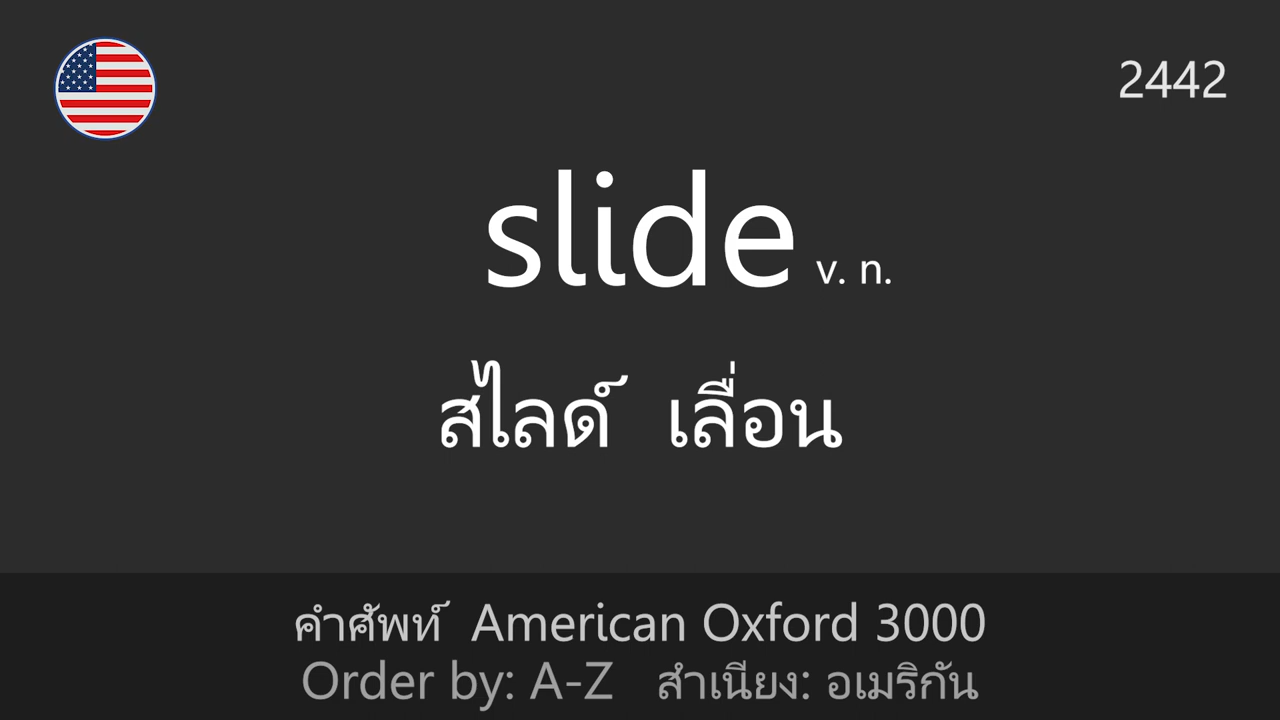 2442
slide v. n.
สไลด์ เลื่อน
คำศัพท์ American Oxford 3000
Order by: A-Z สำเนียง: อเมริกัน